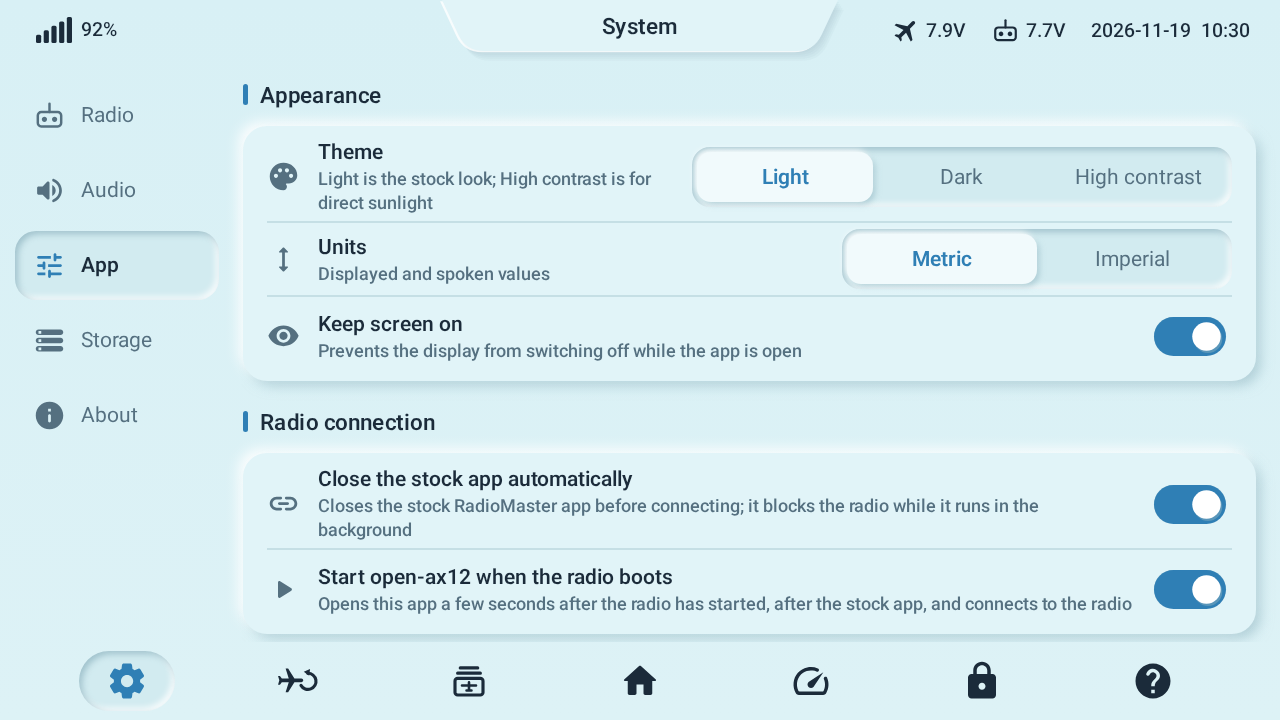 92%
System
7.9V
7.7V
2026-11-19 10:30
Radio
Audio
App
Storage
About
Appearance
Theme
Light is the stock look; High contrast is for
direct sunlight
Light
Dark
High contrast
Units
Displayed and spoken values
Metric
Imperial
Keep screen on
Prevents the display from switching off while the app is open
Radio connection
Close the stock app automatically
Closes the stock RadioMaster app before connecting; it blocks the radio while it runs in the
background
Start open-ax12 when the radio boots
Opens this app a few seconds after the radio has started, after the stock app, and connects to the radio